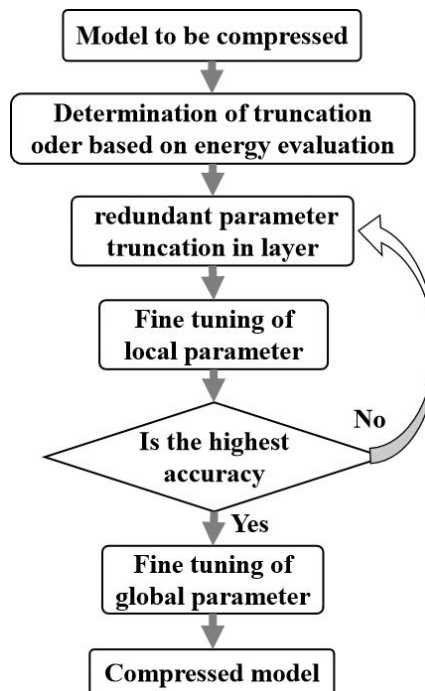 Model to be compressed
Determination of truncation
oder based on energy evaluation
redundant parameter
truncation in layer
Fine tuning of
local parameter
No
Is the highest
accuracy
Yes
Fine tuning of
global parameter
Compressed model